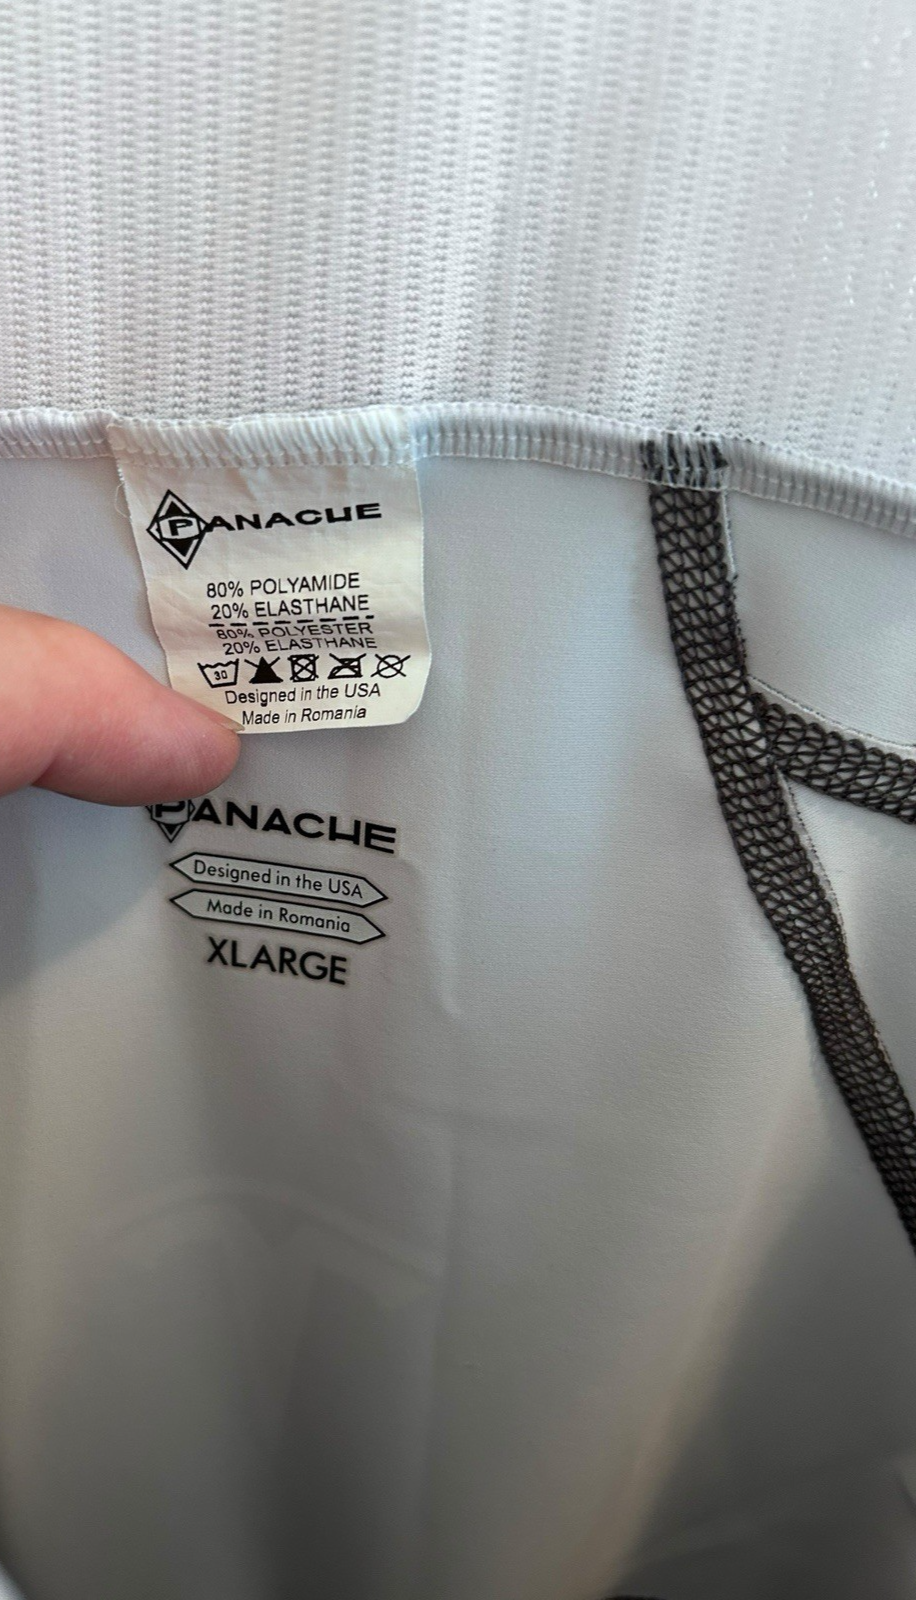 PANACHE
80% POLYAMIDE
20% ELASTHANE
80% POLYESTER
20% ELASTHANE
30
Designed in the USA
Made in Romania
PANACHE
Designed in the USA
Made in Romania
XLARGE